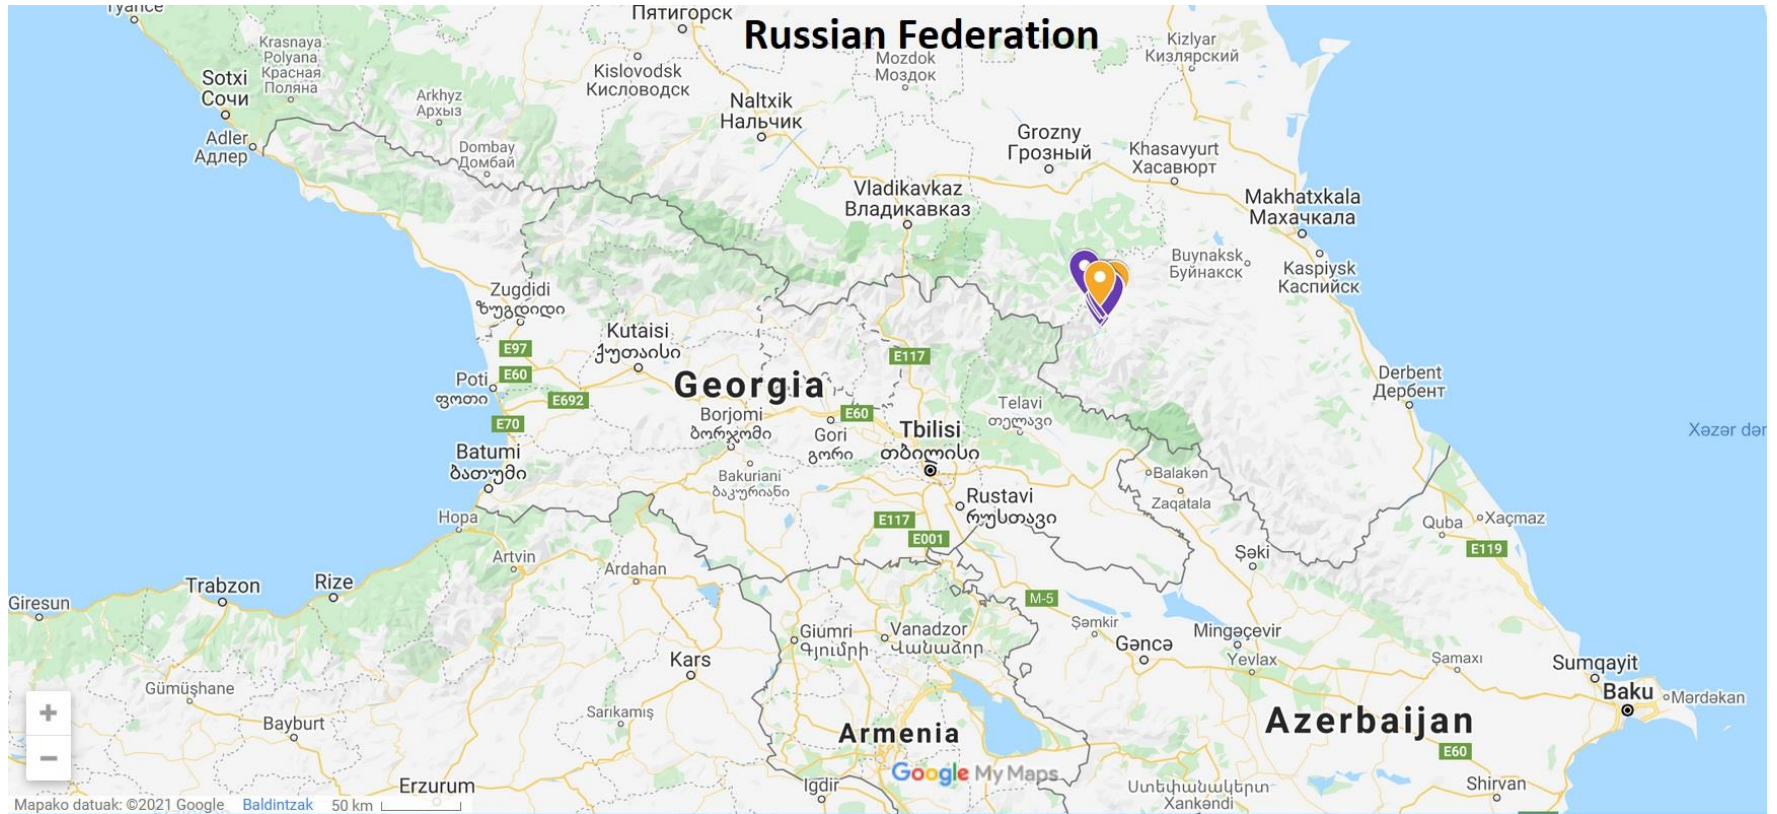 Пятигорск
Russian Federation
Krasnaya
Polyana
Красная
Поляна
Sotxi
Сочи
Kislovodsk
Кисловодск
Mozdok
Моздок
Kizlyar
Кизлярский
Arkhyz
Архыз
Naltxik
Нальчик
Adler
Адлер
Dombay
Домбай
Grozny
Грозный
Khasavyurt
Хасавюрт
Vladikavkaz
Владикавказ
Makhatxkala
Махачкала
Buynaksk
Буйнакск
Kaspiysk
Каспийск
Zugdidi
ზუგდიდი
Kutaisi
ქუთაისი
E97
E117
Poti
ფოთი
E60
Georgia
E692
Derbent
Дербент
Borjomi
ბორჯომი
E60
Telavi
თელავი
E70
Gori
გორი
Tbilisi
თბილისი
Xəzər dər
Batumi
ბათუმი
Bakuriani
ბაკურიანი
Balakən
Zaqatala
Rustavi
რუსთავი
Hopa
E117
E001
Quba
Xaçmaz
Artvin
Ardahan
Şəki
E119
Trabzon
Rize
Giresun
M-5
Şəmkir
Giumri
Գյումրի
Vanadzor
Վանաձոր
Gəncə
Mingəçevir
Yevlax
Şamaxı
Sumqayit
Kars
Gümüşhane
Baku
Mərdəkan
Sarıkamış
Bayburt
Armenia
Azerbaijan
E60
Google My Maps
Erzurum
Igdir
Ստեփանակերտ
Xankəndi
Shirvan
+
−
Mapako datuak: ©2021 Google
Baldintzak
50 km